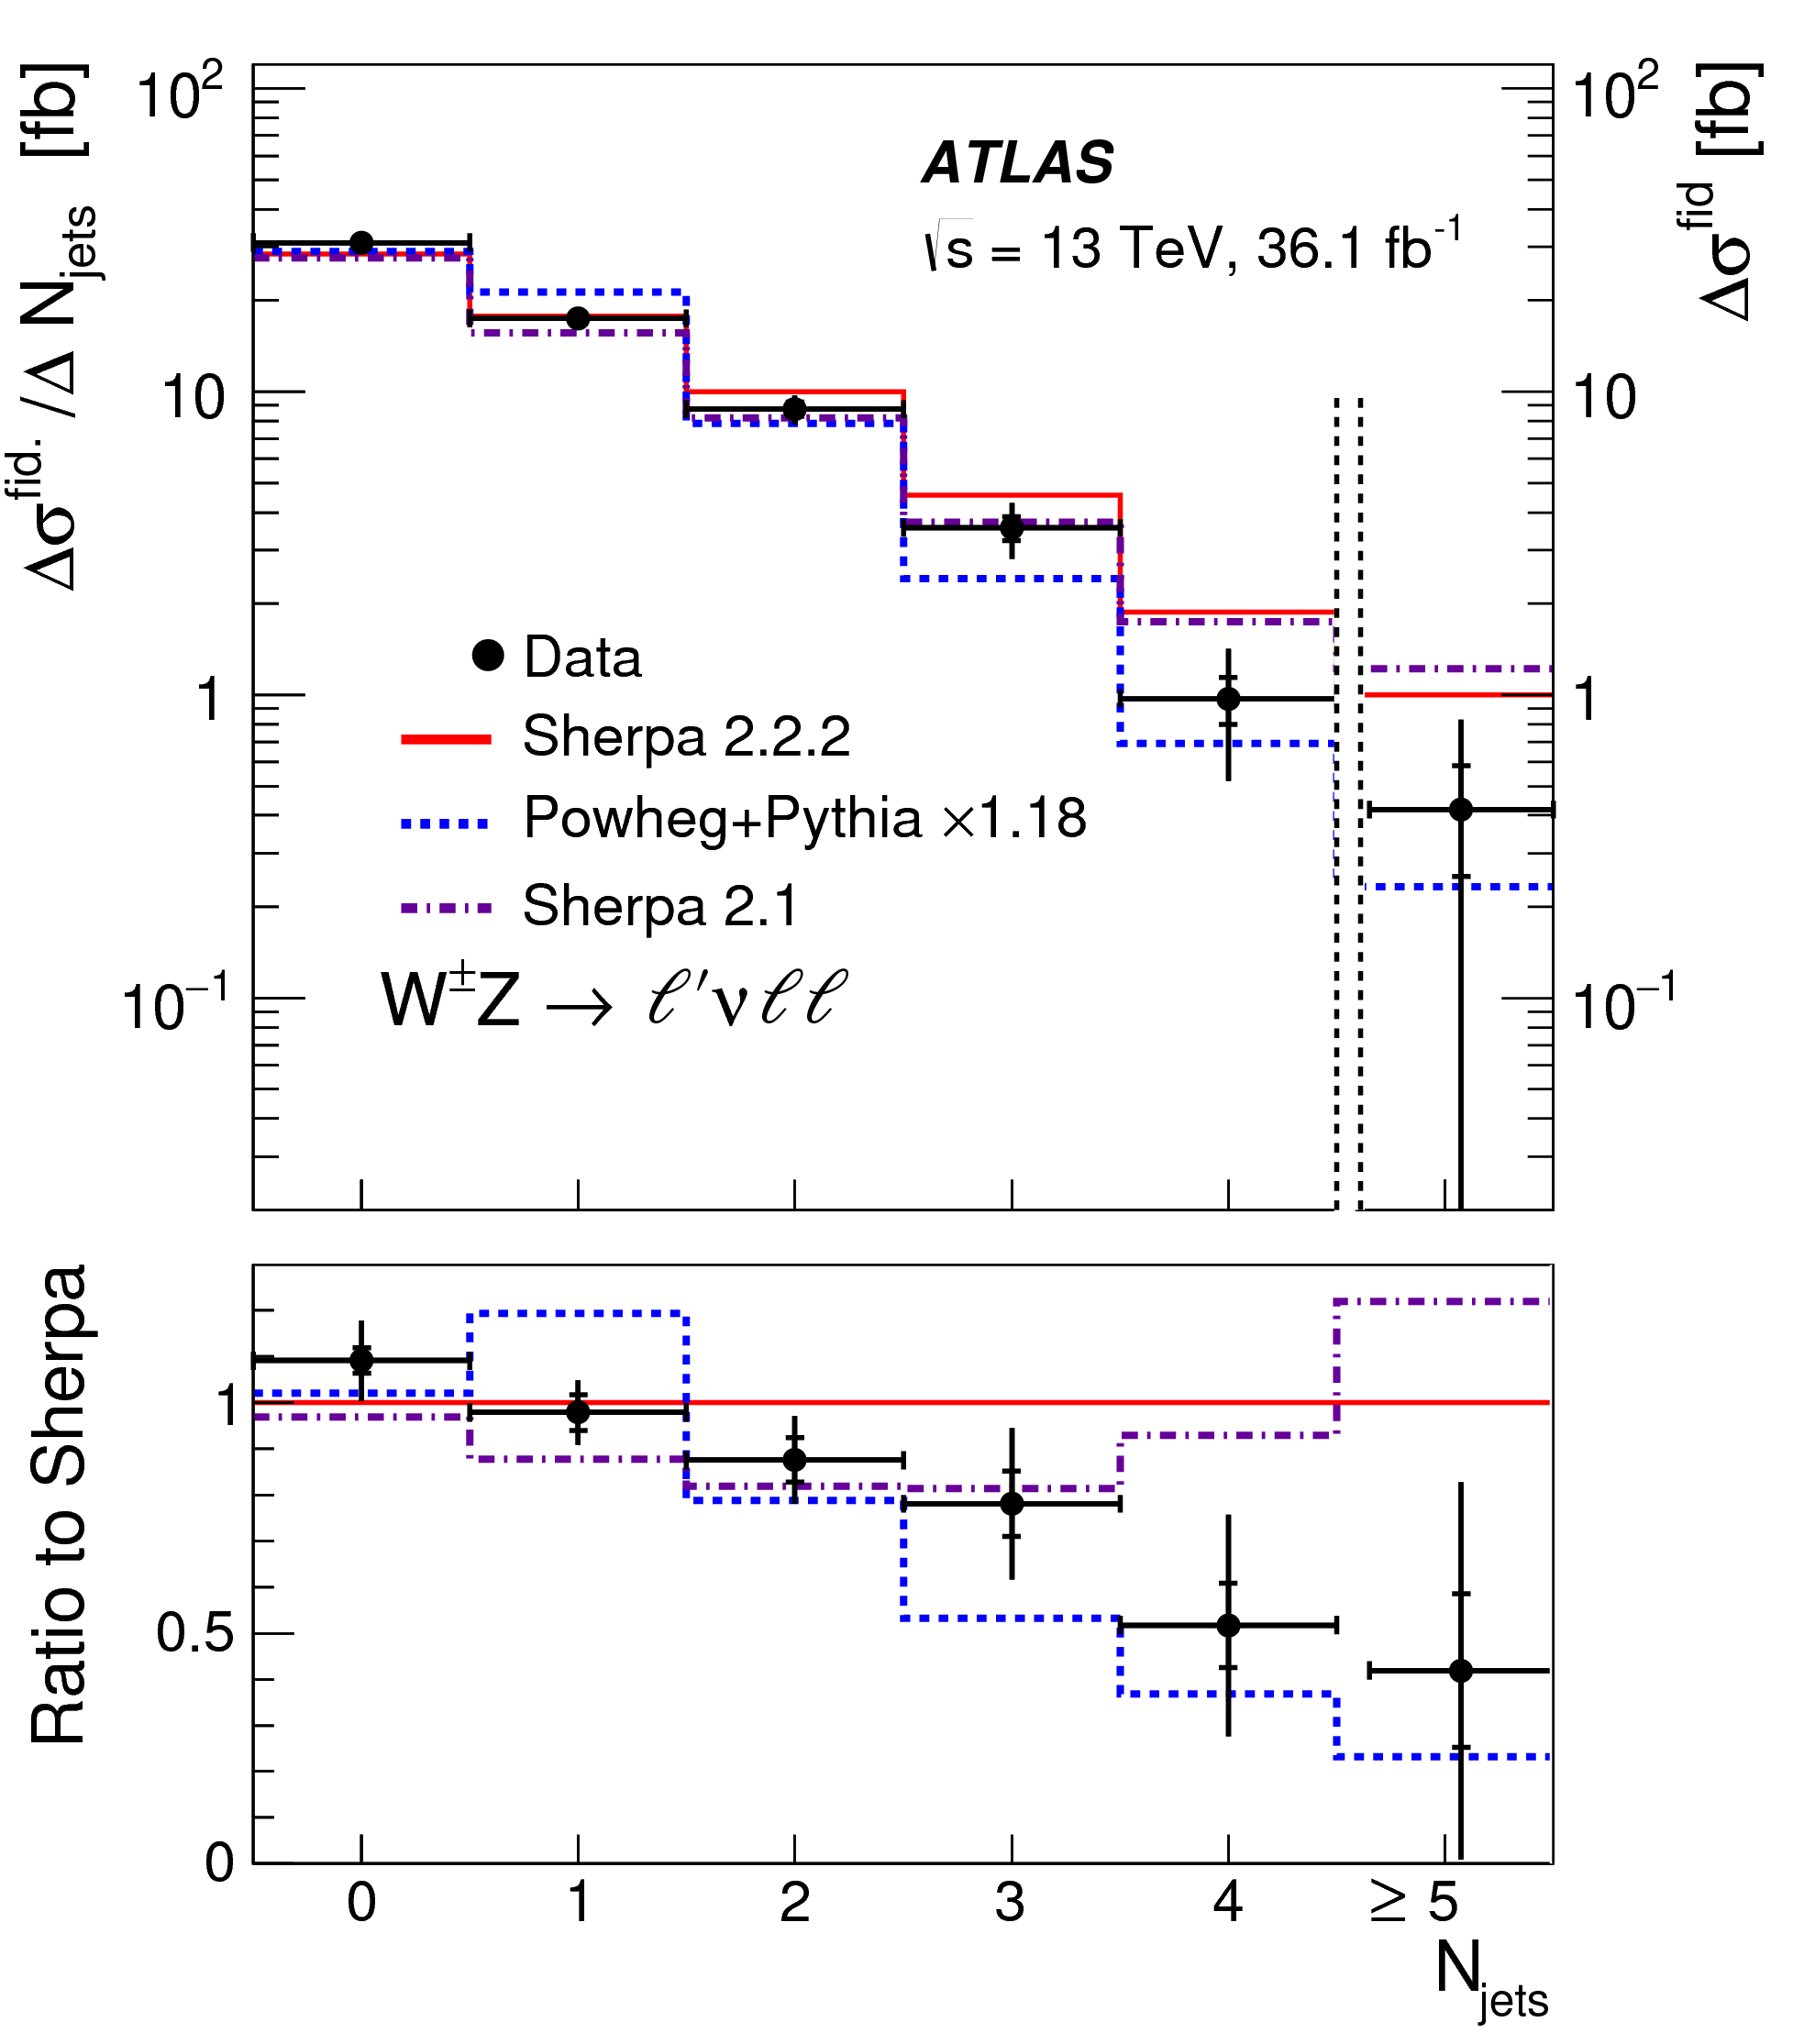 Δσ^fid. /Δ N_jets [fb]
Δσ^fid [fb]
10²
10
1
10⁻¹
10²
10
1
10⁻¹
ATLAS
√s = 13 TeV, 36.1 fb⁻¹
Data
Sherpa 2.2.2
Powheg+Pythia ×1.18
Sherpa 2.1
W^±Z → ℓ′ν ℓℓ
Ratio to Sherpa
1
0.5
0
0 1 2 3 4 ≥ 5
N_jets